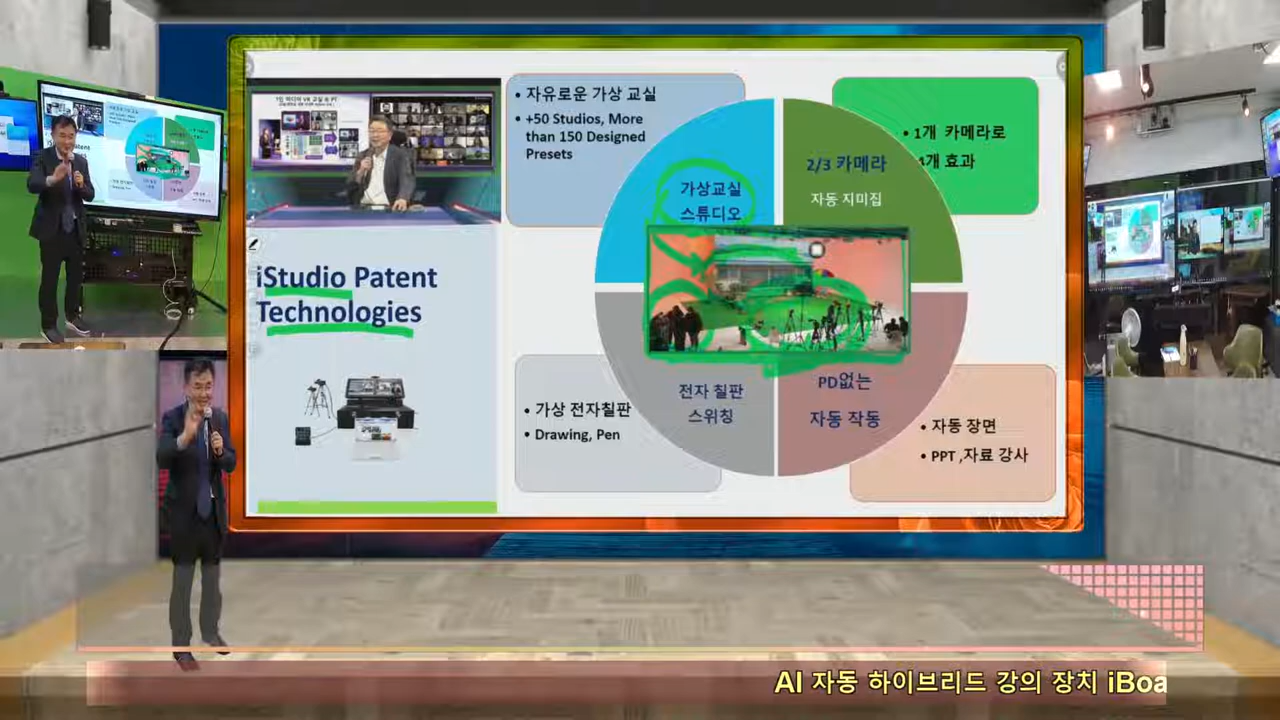 자유로운 가상 교실
+50 Studios, More
than 150 Designed
Presets
1개 카메라로
개 효과
가상교실
스튜디오
2/3 카메라
자동 지미집
iStudio Patent
Technologies
전자 칠판
스위칭
PD없는
자동 작동
가상 전자칠판
Drawing, Pen
자동 장면
PPT ,자료 강사
AI 자동 하이브리드 강의 장치 iBoa